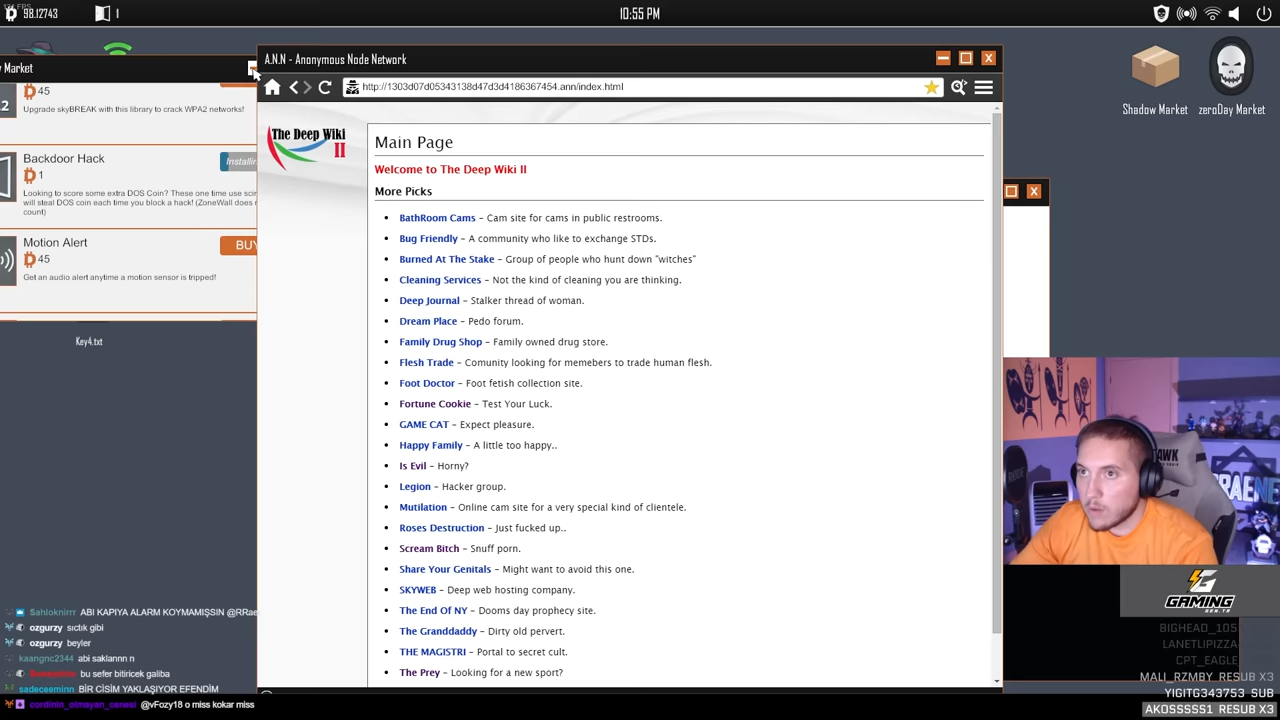 98.12743
1
10:55 PM
Market
45
Upgrade skyBREAK with this library to crack WPA2 networks!
Backdoor Hack
Installin
1
Looking to score some extra DOS Coin? These one time use
will steal DOS coin each time you block a hack! (ZoneWall does
count)
Motion Alert
45
BUY
Get an audio alert anytime a motion sensor is tripped!
Key4.txt
A.N.N - Anonymous Node Network
http://1303d07d05343138d47d3d4186367454.ann/index.html
The Deep Wiki
II
Main Page
Welcome to The Deep Wiki II
More Picks
BathRoom Cams - Cam site for cams in public restrooms.
Bug Friendly - A community who like to exchange STDs.
Burned At The Stake - Group of people who hunt down "witches"
Cleaning Services - Not the kind of cleaning you are thinking.
Deep Journal - Stalker thread of woman.
Dream Place - Pedo forum.
Family Drug Shop - Family owned drug store.
Flesh Trade - Comunity looking for memebers to trade human flesh.
Foot Doctor - Foot fetish collection site.
Fortune Cookie - Test Your Luck.
GAME CAT - Expect pleasure.
Happy Family - A little too happy..
Is Evil - Horny?
Legion - Hacker group.
Mutilation - Online cam site for a very special kind of clientele.
Roses Destruction - Just fucked up..
Scream Bitch - Snuff porn.
Share Your Genitals - Might want to avoid this one.
SKYWEB - Deep web hosting company.
The End Of NY - Dooms day prophecy site.
The Granddaddy - Dirty old pervert.
THE MAGISTRI - Portal to secret cult.
The Prey - Looking for a new sport?
Shadow Market
zeroDay Market
Sahloknirrr ABI KAPIYA ALARM KOYMAMIŞSIN @RRae
ozgurzy sıctık gibi
ozgurzy beyler
kaangnc2344 abi saklannn n
bu sefer bitiricek galiba
sadeceeminn BİR CİSİM YAKLAŞIYOR EFENDİM
cordinin_olmayan_cenesi @vFozy18 o miss kokar miss
GAMING
GEN.TR
BIGHEAD_105
LANETLIPIZZA
CPT_EAGLE
MALI_RZMBY RESUB X3
YIGITG343753 SUB
AKOSSSSS1 RESUB X3